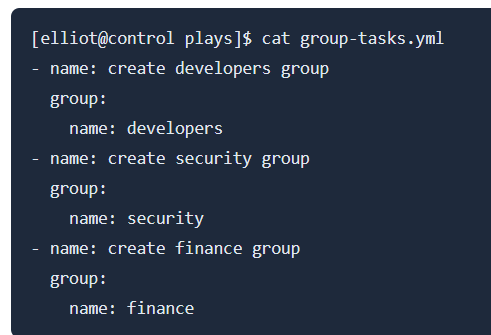 [elliot@control plays]$ cat group-tasks.yml
- name: create developers group
  group:
    name: developers
- name: create security group
  group:
    name: security
- name: create finance group
  group:
    name: finance